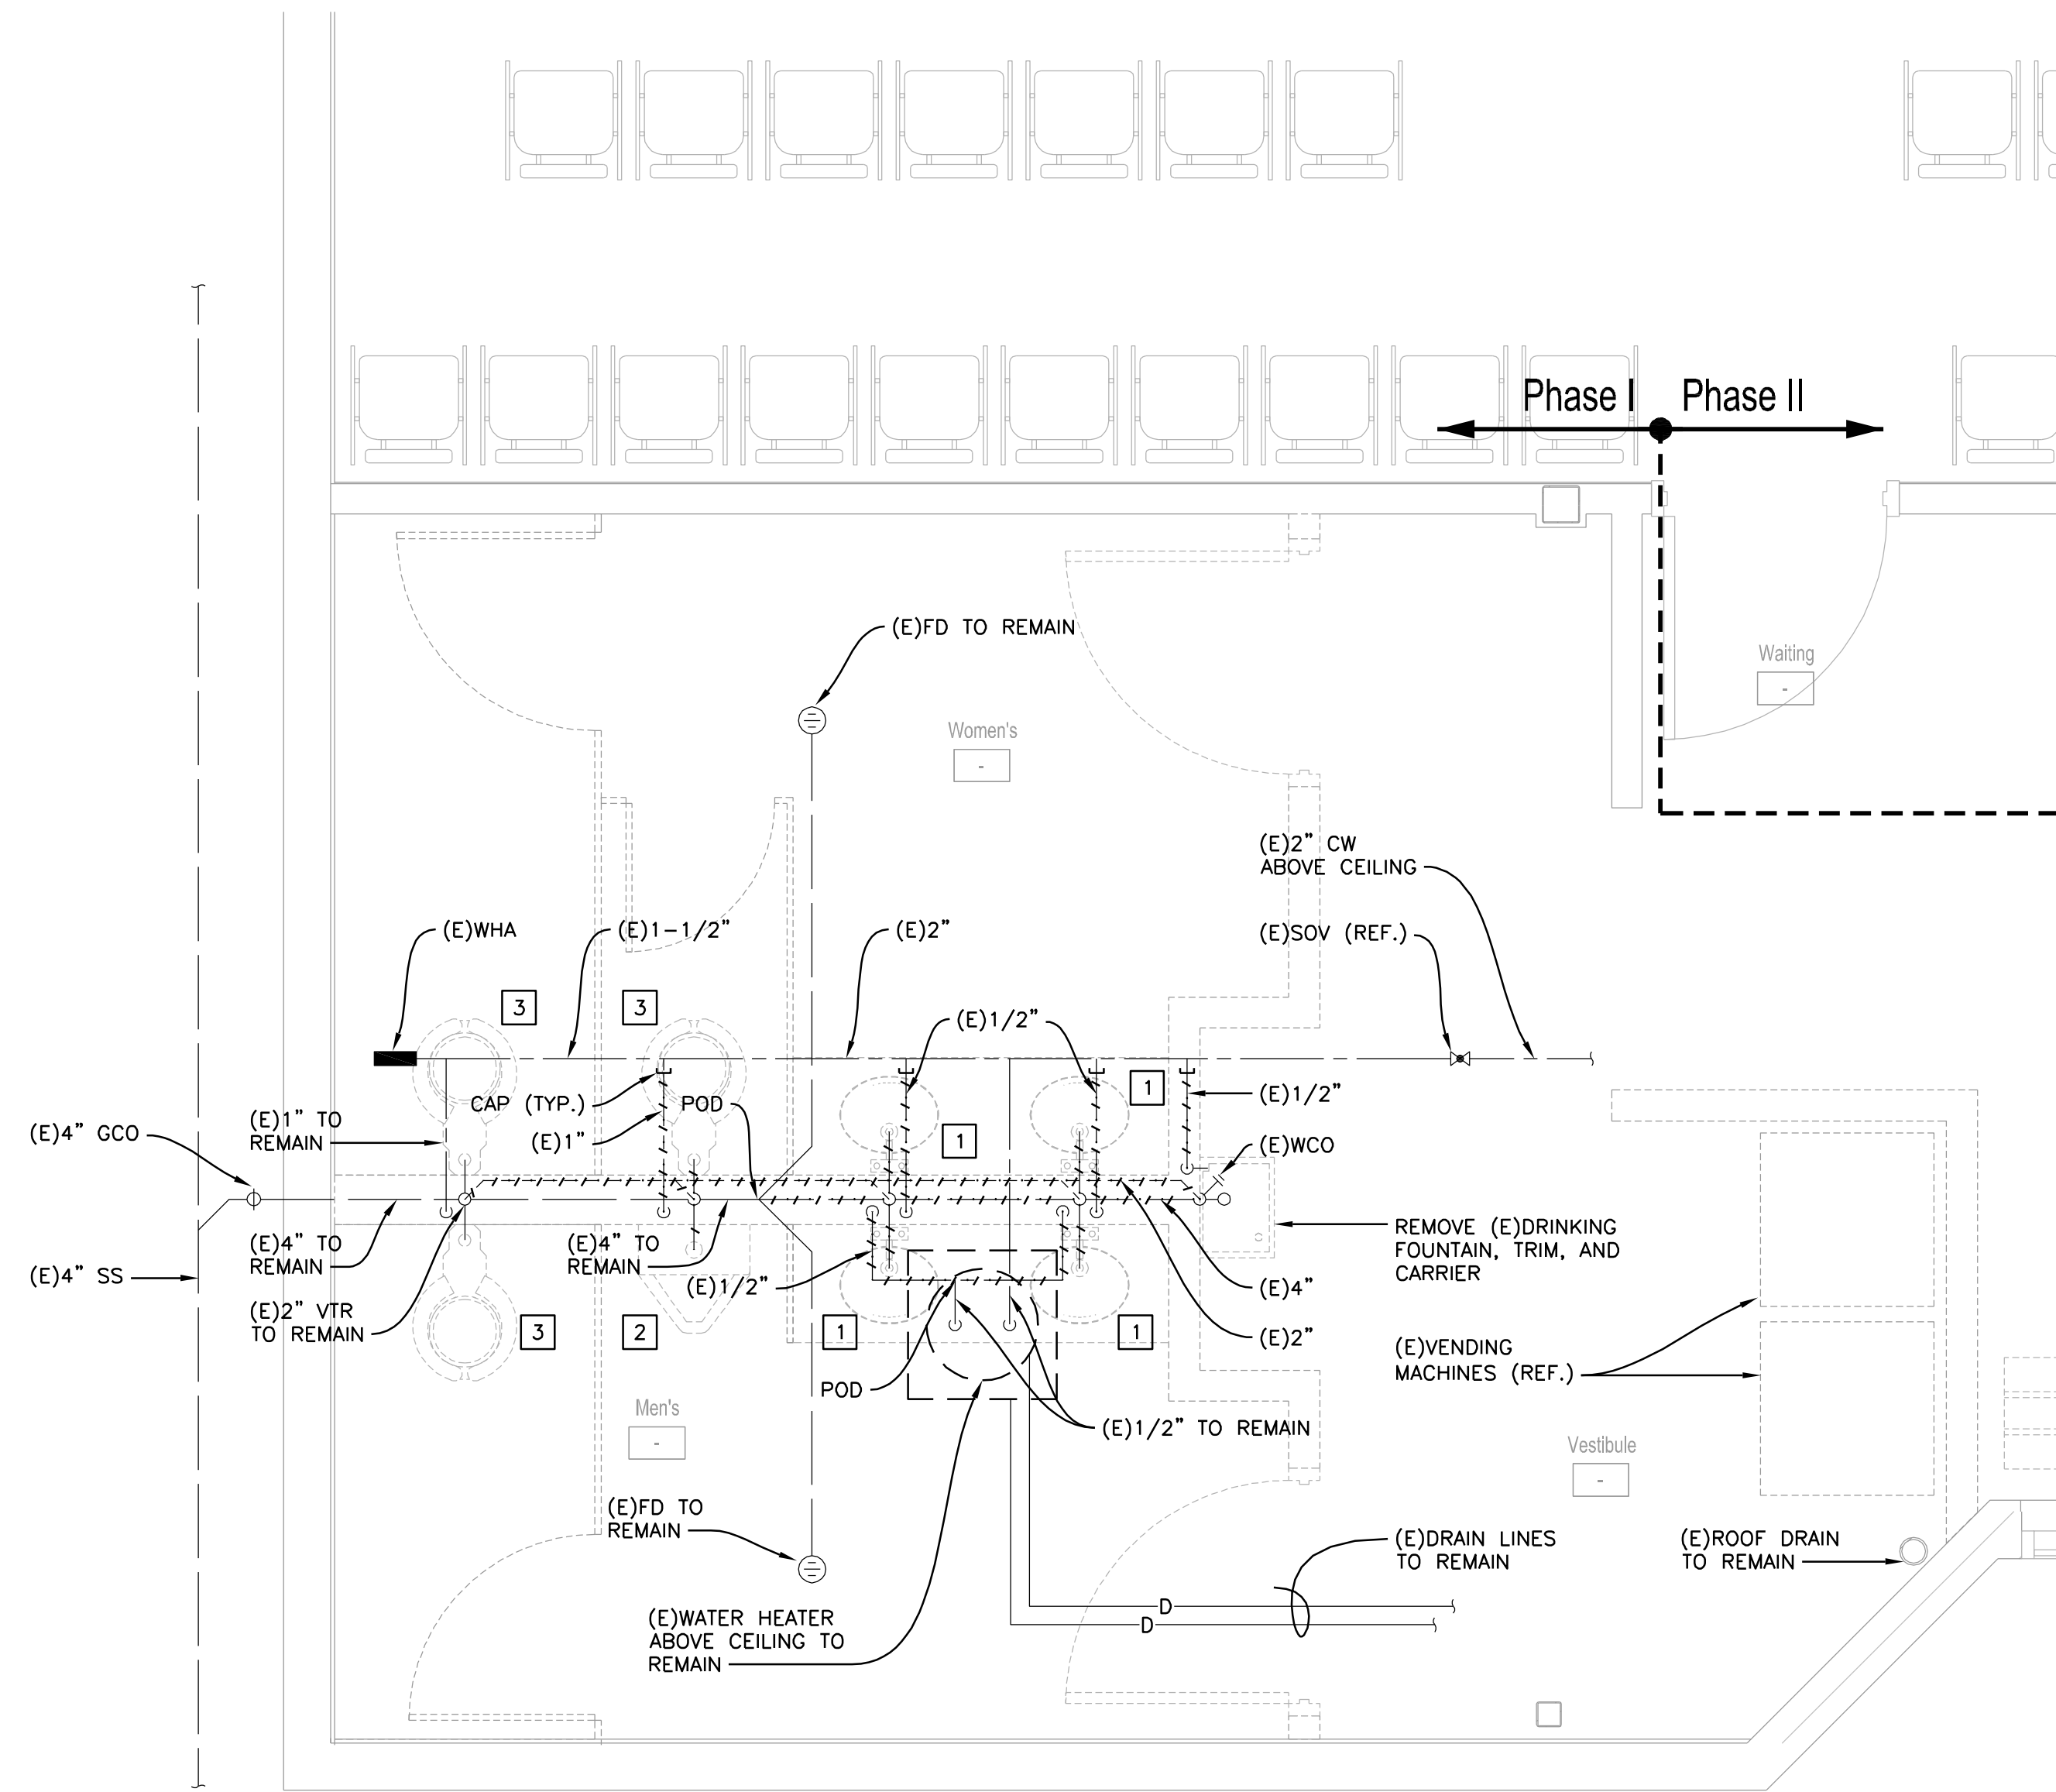 Phase I
Phase II
(E)FD TO REMAIN
Waiting
-
Women's
-
(E)2" CW
ABOVE CEILING
(E)WHA
(E)1-1/2"
(E)2"
(E)SOV (REF.)
3
3
(E)1/2"
1
CAP (TYP.)
POD
(E)1/2"
(E)4" GCO
(E)1" TO
REMAIN
(E)1"
1
(E)WCO
REMOVE (E)DRINKING
FOUNTAIN, TRIM, AND
CARRIER
(E)4" TO
REMAIN
(E)4" TO
REMAIN
(E)4" SS
(E)1/2"
(E)4"
(E)2" VTR
TO REMAIN
3
2
1
1
(E)2"
(E)VENDING
MACHINES (REF.)
POD
Men's
-
(E)1/2" TO REMAIN
Vestibule
-
(E)FD TO
REMAIN
(E)DRAIN LINES
TO REMAIN
(E)ROOF DRAIN
TO REMAIN
D
D
(E)WATER HEATER
ABOVE CEILING TO
REMAIN